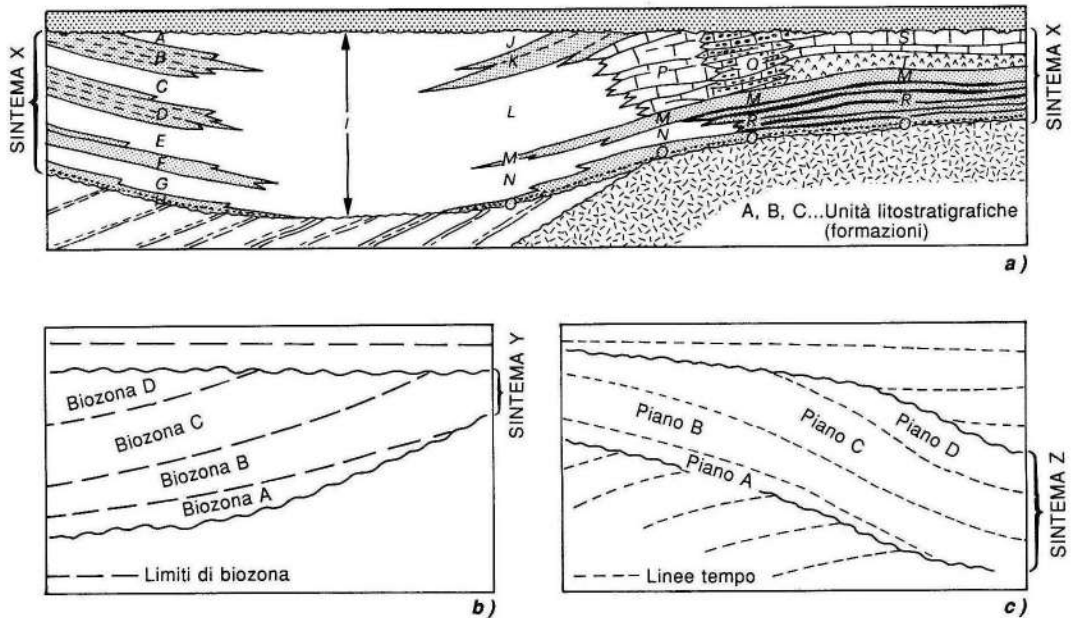 SINTEMA X
A
B
C
D
E
F
G
H
I
J
K
L
M
N
O
P
Q
M
N
O
M
R
O
S
T
M
R
O
SINTEMA X
A, B, C...Unità litostratigrafiche
(formazioni)
a)
Biozona D
Biozona C
Biozona B
Biozona A
SINTEMA Y
Limiti di biozona
b)
Piano B
Piano A
Piano C
Piano D
SINTEMA Z
Linee tempo
c)